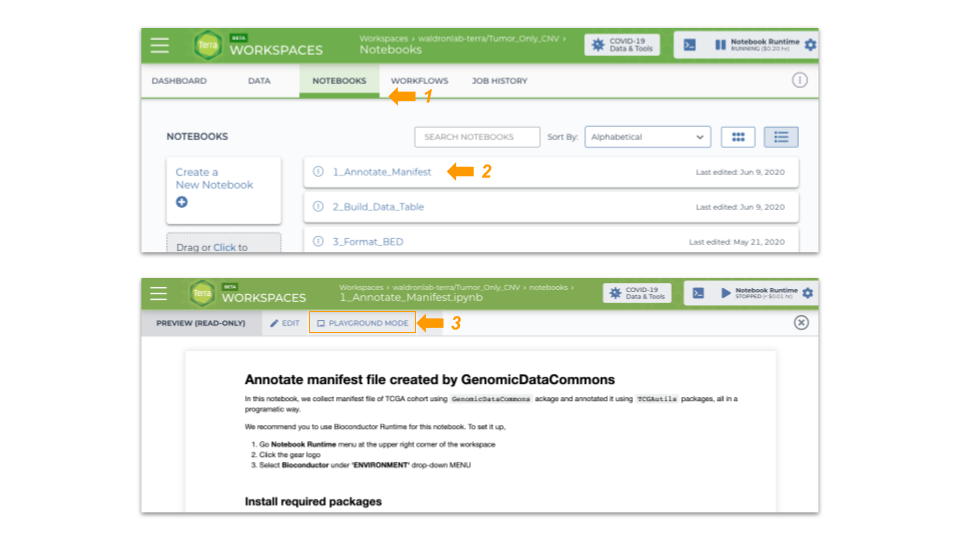 Terra
BETA
WORKSPACES
Workspaces › waldronlab-terra/Tumor_Only_CNV ›
Notebooks
COVID-19
Data & Tools
Notebook Runtime
RUNNING ($0.20 hr)
DASHBOARD
DATA
NOTEBOOKS
WORKFLOWS
JOB HISTORY
1
NOTEBOOKS
SEARCH NOTEBOOKS
Sort By:
Alphabetical
Create a
New Notebook
Drag or Click to
1_Annotate_Manifest
2
Last edited: Jun 9, 2020
2_Build_Data_Table
Last edited: Jun 9, 2020
3_Format_BED
Last edited: May 21, 2020
Terra
BETA
WORKSPACES
Workspaces › waldronlab-terra/Tumor_Only_CNV › notebooks ›
1_Annotate_Manifest.ipynb
COVID-19
Data & Tools
Notebook Runtime
STOPPED (< $0.01 hr)
PREVIEW (READ-ONLY)
EDIT
PLAYGROUND MODE
3
Annotate manifest file created by GenomicDataCommons
In this notebook, we collect manifest file of TCGA cohort using GenomicDataCommons ackage and annotated it using TCGAutils packages, all in a
programatic way.
We recommend you to use Bioconductor Runtime for this notebook. To set it up,
1. Go Notebook Runtime menu at the upper right corner of the workspace
2. Click the gear logo
3. Select Bioconductor under 'ENVIRONMENT' drop-down MENU
Install required packages